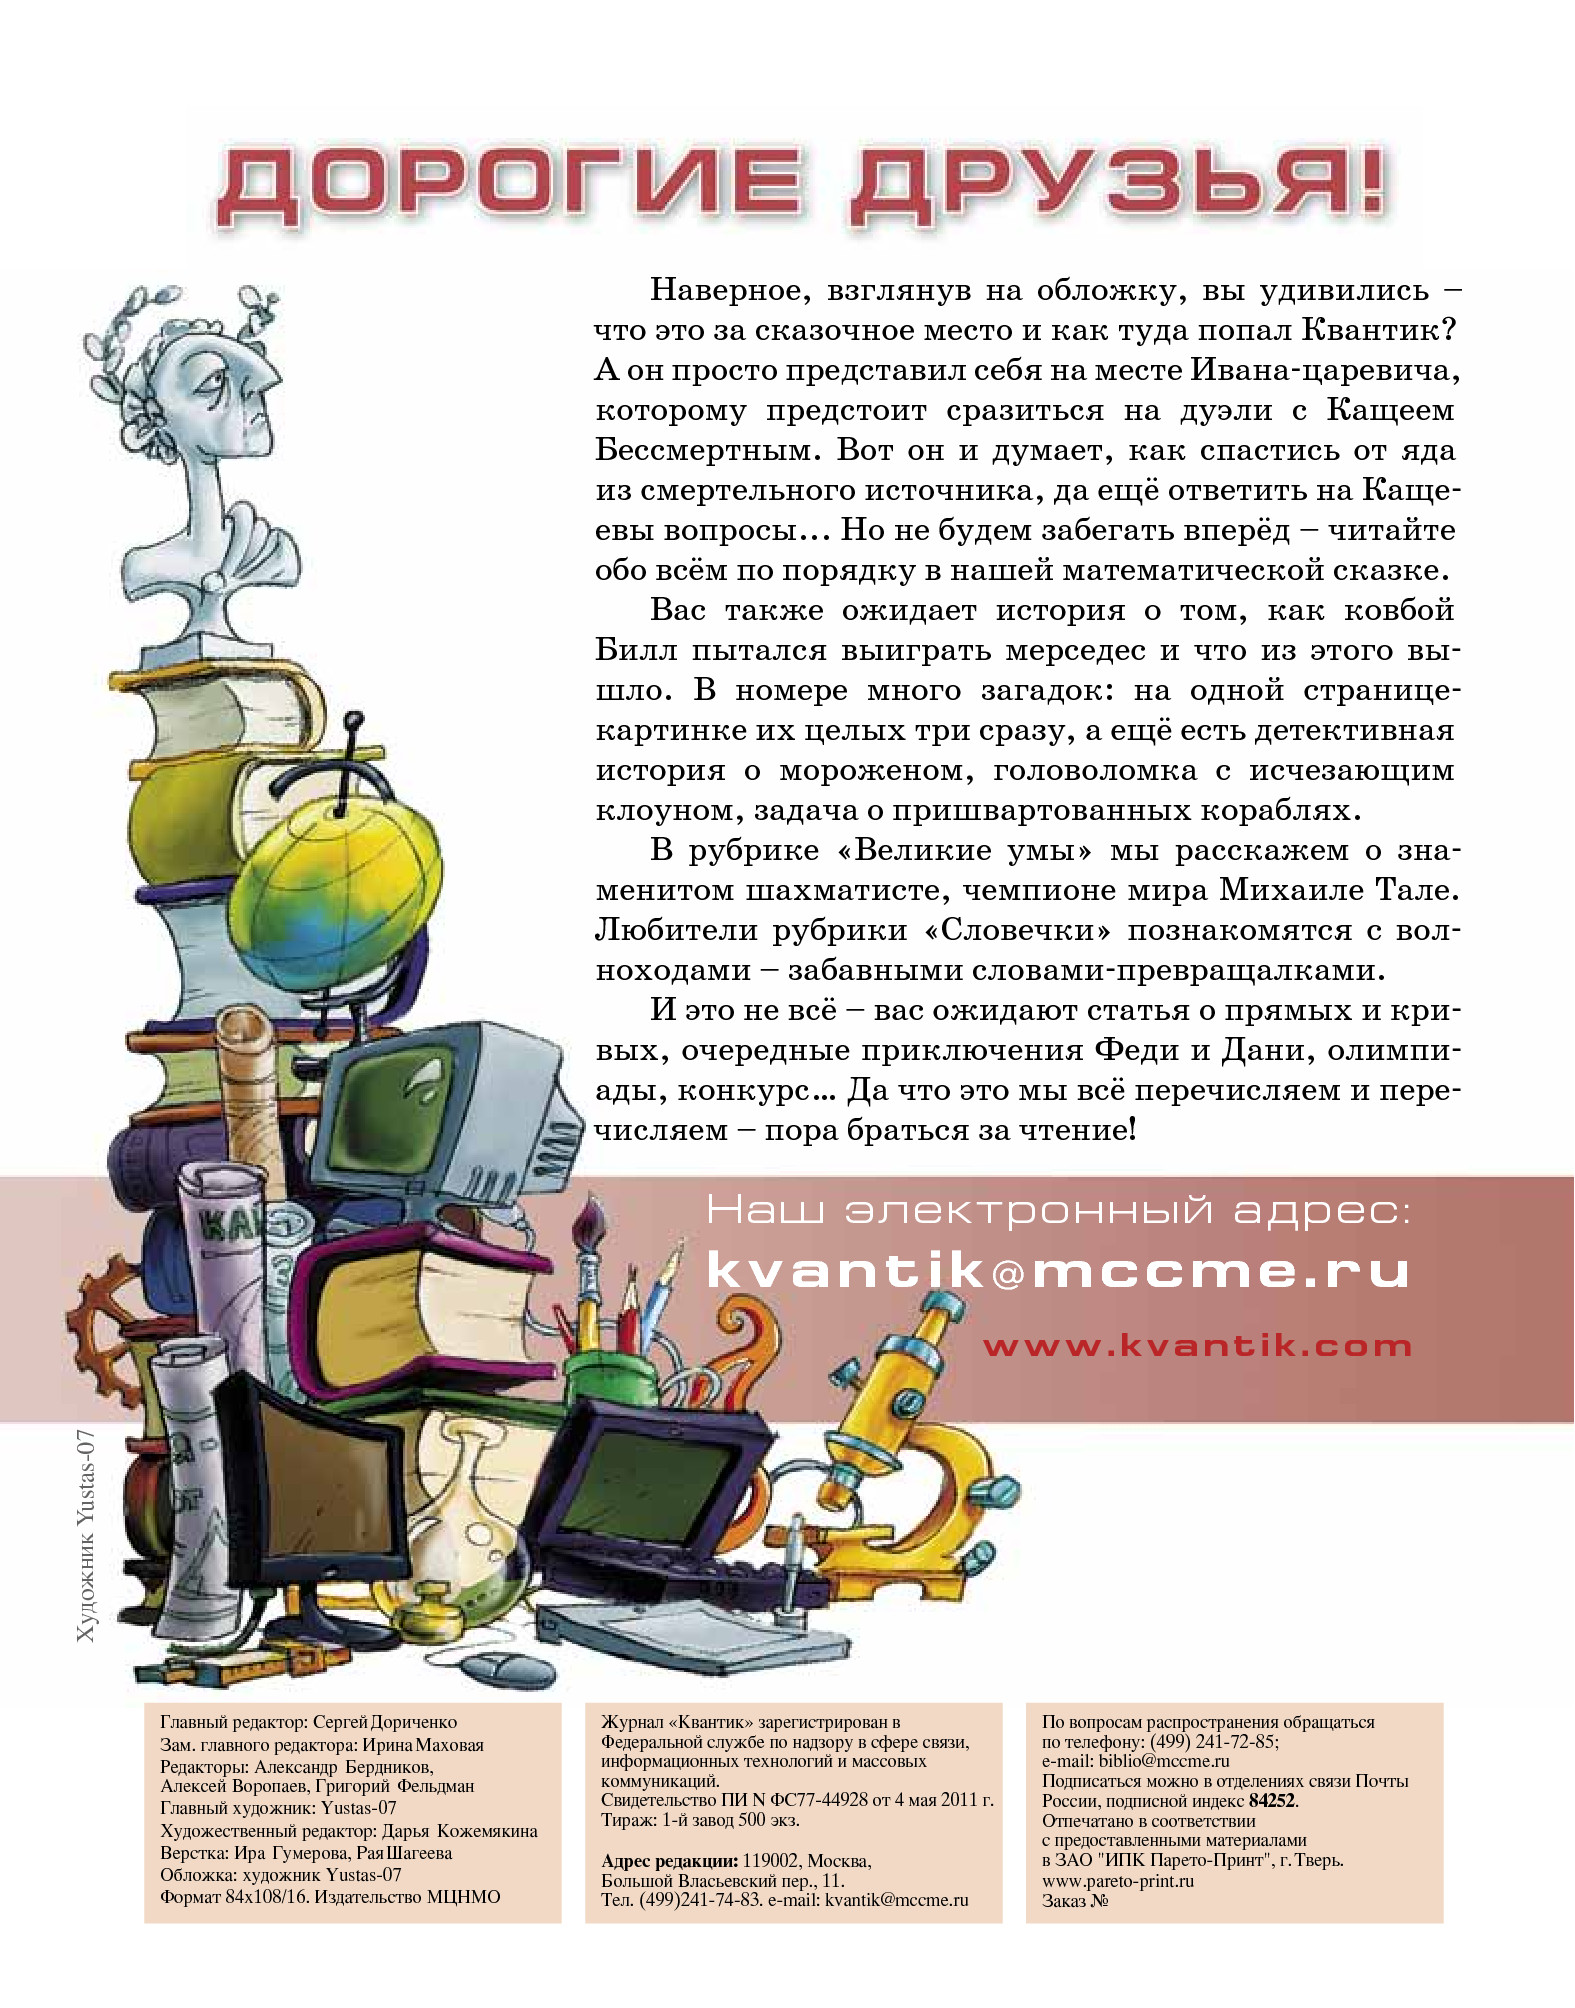 ДОРОГИЕ ДРУЗЬЯ!
Наверное, взглянув на обложку, вы удивились –
что это за сказочное место и как туда попал Квантик?
А он просто представил себя на месте Ивана-царевича,
которому предстоит сразиться на дуэли с Кащеем
Бессмертным. Вот он и думает, как спастись от яда
из смертельного источника, да ещё ответить на Каще-
евы вопросы... Но не будем забегать вперёд – читайте
обо всём по порядку в нашей математической сказке.
Вас также ожидает история о том, как ковбой
Билл пытался выиграть мерседес и что из этого вы-
шло. В номере много загадок: на одной странице-
картинке их целых три сразу, а ещё есть детективная
история о мороженом, головоломка с исчезающим
клоуном, задача о пришвартованных кораблях.
В рубрике «Великие умы» мы расскажем о зна-
менитом шахматисте, чемпионе мира Михаиле Тале.
Любители рубрики «Словечки» познакомятся с вол-
ноходами – забавными словами-превращалками.
И это не всё – вас ожидают статья о прямых и кри-
вых, очередные приключения Феди и Дани, олимпи-
ады, конкурс... Да что это мы всё перечисляем и пере-
числяем – пора браться за чтение!
Наш электронный адрес:
kvantik@mccme.ru
www.kvantik.com
Художник Yustas-07
Главный редактор: Сергей Дориченко
Зам. главного редактора: Ирина Маховая
Редакторы: Александр Бердников,
Алексей Воропаев, Григорий Фельдман
Главный художник: Yustas-07
Художественный редактор: Дарья Кожемякина
Верстка: Ира Гумерова, Рая Шагеева
Обложка: художник Yustas-07
Формат 84х108/16. Издательство МЦНМО
Журнал «Квантик» зарегистрирован в
Федеральной службе по надзору в сфере связи,
информационных технологий и массовых
коммуникаций.
Свидетельство ПИ N ФС77-44928 от 4 мая 2011 г.
Тираж: 1-й завод 500 экз.
Адрес редакции: 119002, Москва,
Большой Власьевский пер., 11.
Тел. (499)241-74-83. e-mail: kvantik@mccme.ru
По вопросам распространения обращаться
по телефону: (499) 241-72-85;
e-mail: biblio@mccme.ru
Подписаться можно в отделениях связи Почты
России, подписной индекс 84252.
Отпечатано в соответствии
с предоставленными материалами
в ЗАО "ИПК Парето-Принт", г. Тверь.
www.pareto-print.ru
Заказ №